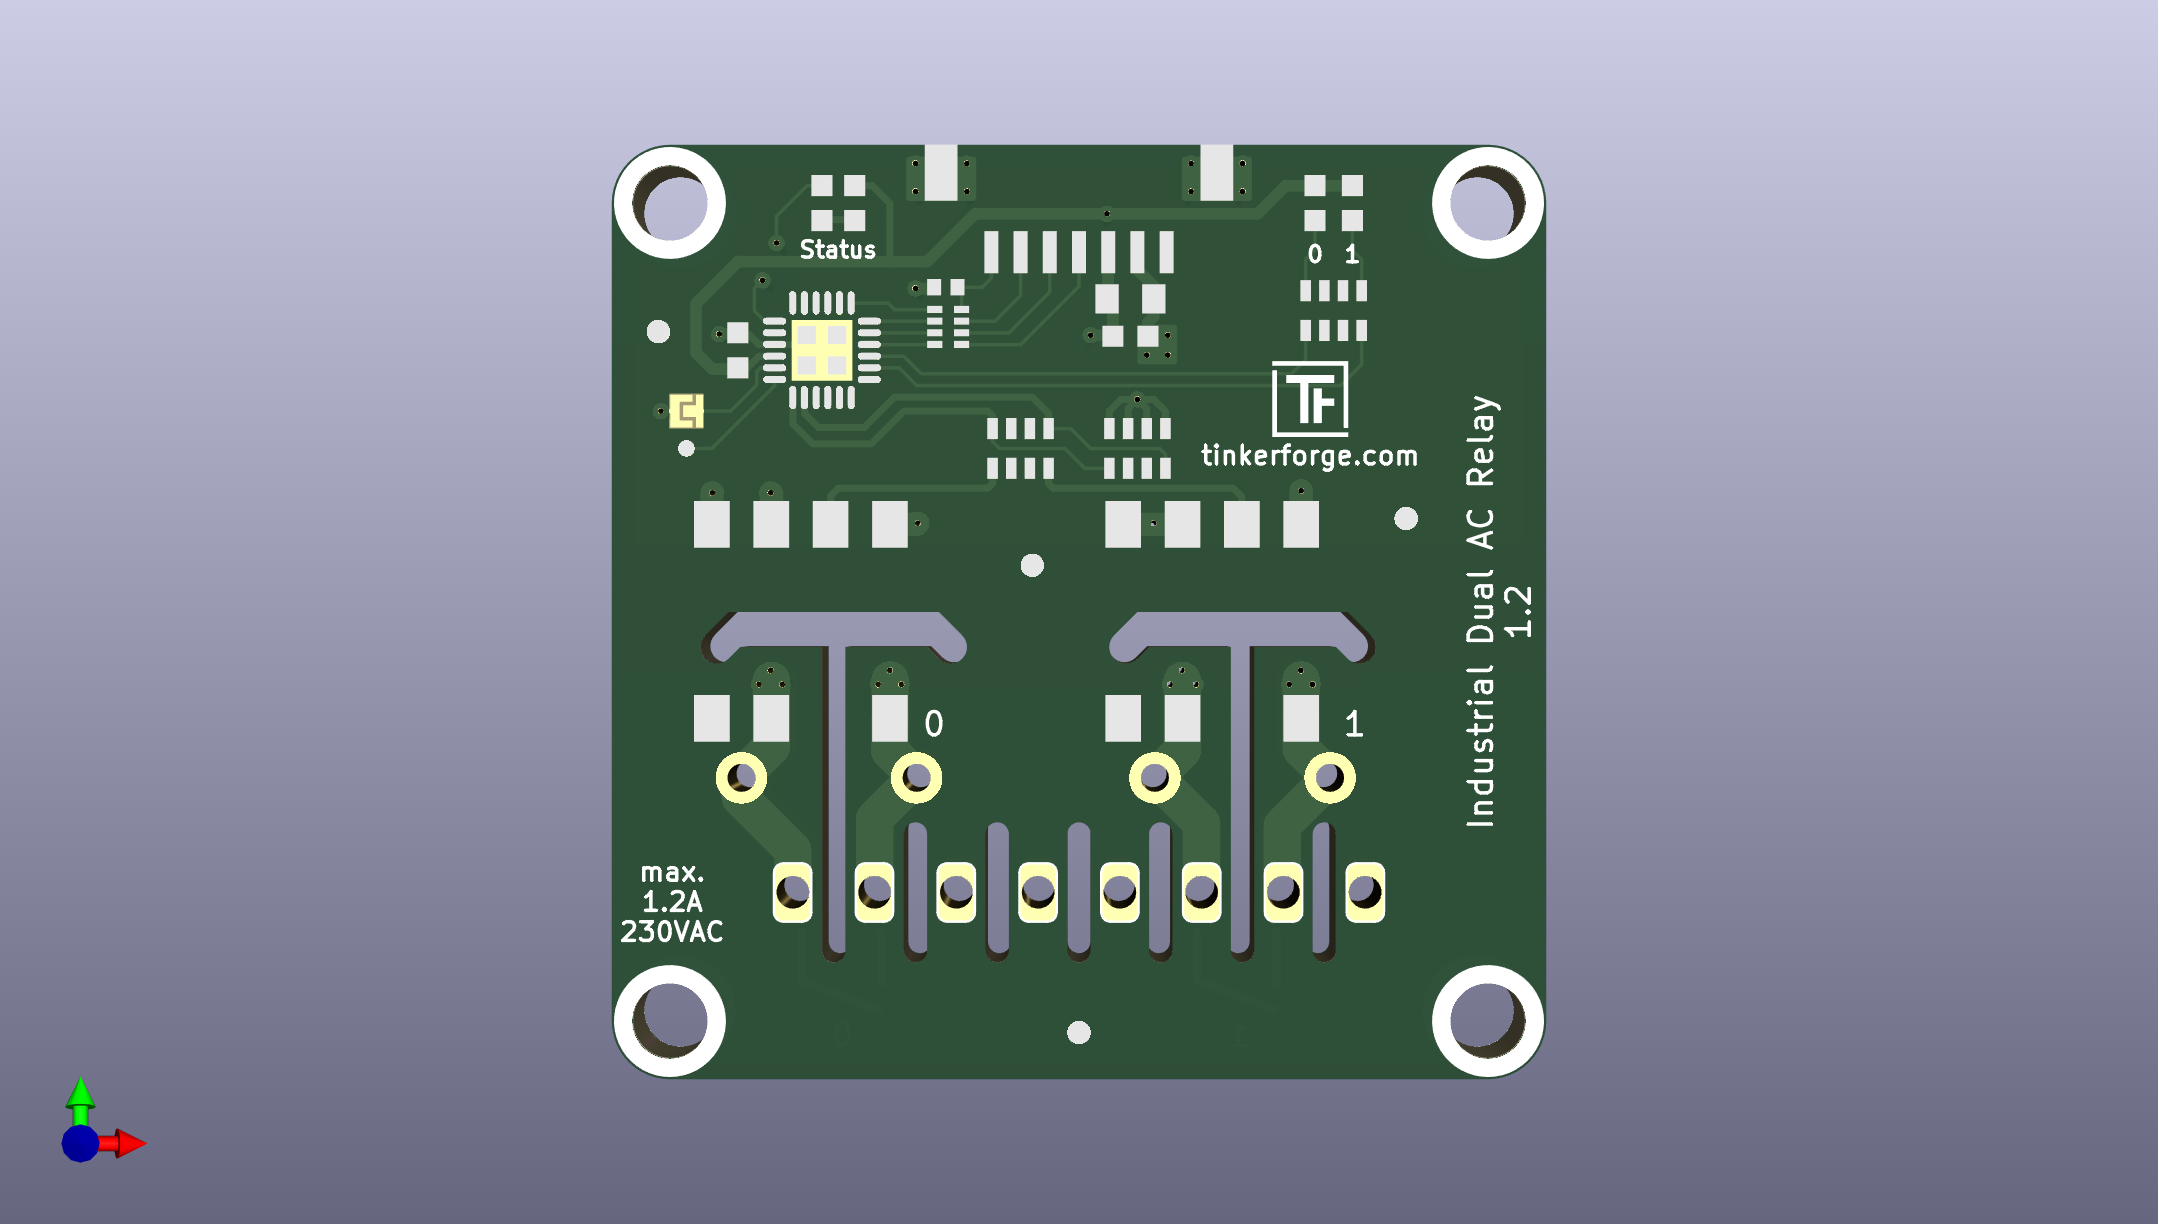 Status
0 1
TF
tinkerforge.com
Industrial Dual AC Relay
1.2
0
1
max.
1.2A
230VAC